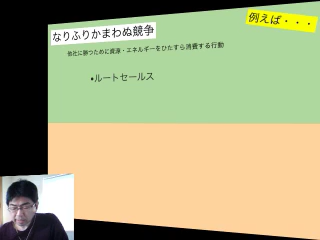 例えば・・・
なりふりかまわぬ競争
他社に勝つために資源・エネルギーをひたすら消費する行動
•ルートセールス